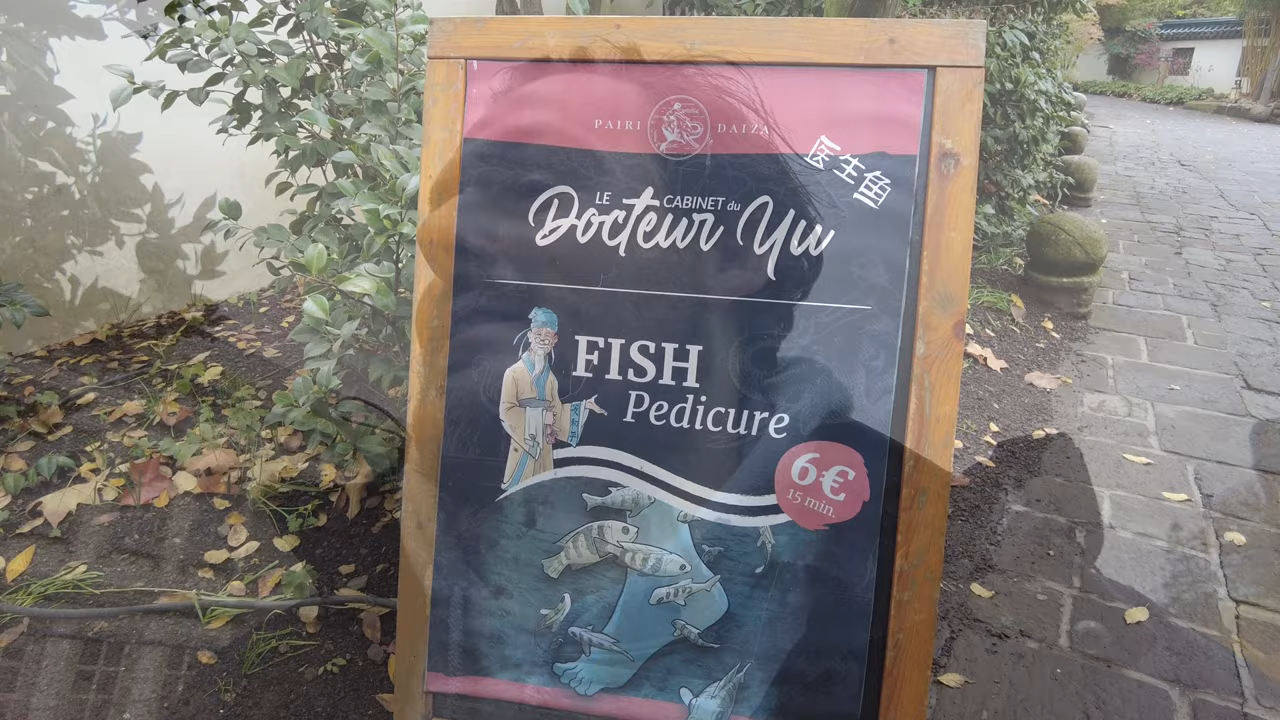 PAIRI DAIZA
医生鱼
LE CABINET du
Docteur Yu
FISH
Pedicure
6€
15 min.